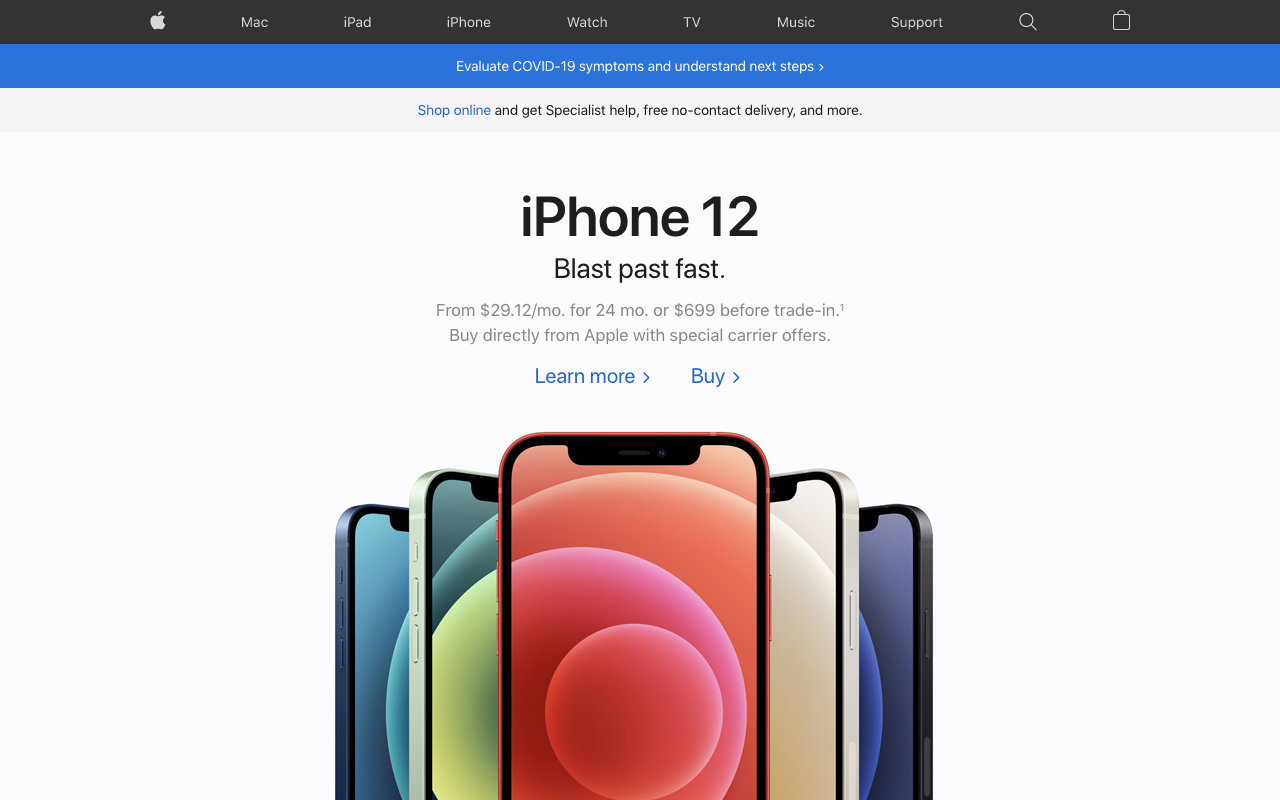 Mac iPad iPhone Watch TV Music Support
Evaluate COVID-19 symptoms and understand next steps ›
Shop online and get Specialist help, free no-contact delivery, and more.
iPhone 12
Blast past fast.
From $29.12/mo. for 24 mo. or $699 before trade-in.¹
Buy directly from Apple with special carrier offers.
Learn more › Buy ›